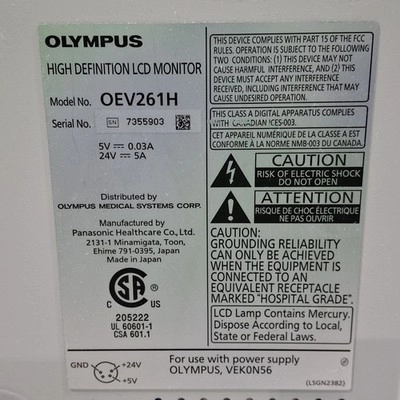 OLYMPUS
HIGH DEFINITION LCD MONITOR
Model No. OEV261H
Serial No. SN 7355903
5V ⎓ 0.03A
24V ⎓ 5A
Distributed by
OLYMPUS MEDICAL SYSTEMS CORP.
Manufactured by
Panasonic Healthcare Co., Ltd.
2131-1 Minamigata, Toon,
Ehime 791-0395, Japan
Made in Japan
SA
®
205222
UL 60601-1
CSA 601.1
GND
+24V
+5V
THIS DEVICE COMPLIES WITH PART 15 OF THE FCC
RULES. OPERATION IS SUBJECT TO THE FOLLOWING
TWO CONDITIONS: (1) THIS DEVICE MAY NOT
CAUSE HARMFUL INTERFERENCE, AND (2) THIS
DEVICE MUST ACCEPT ANY INTERFERENCE
RECEIVED, INCLUDING INTERFERENCE THAT MAY
CAUSE UNDESIRED OPERATION.
THIS CLASS A DIGITAL APPARATUS COMPLIES
WITH CANADIAN ICES-003.
CET APPAREIL NUMÉRIQUE DE LA CLASSE A EST
CONFORME A LA NORME NMB-003 DU CANADA.
CAUTION
RISK OF ELECTRIC SHOCK
DO NOT OPEN
ATTENTION
RISQUE DE CHOC ÉLECTRIQUE
NE PAS OUVRIR
CAUTION:
GROUNDING RELIABILITY
CAN ONLY BE ACHIEVED
WHEN THE EQUIPMENT IS
CONNECTED TO AN
EQUIVALENT RECEPTACLE
MARKED "HOSPITAL GRADE".
LCD Lamp Contains Mercury.
Dispose According to Local,
State or Federal Laws.
For use with power supply
OLYMPUS, VEK0N56
(LSGN2382)